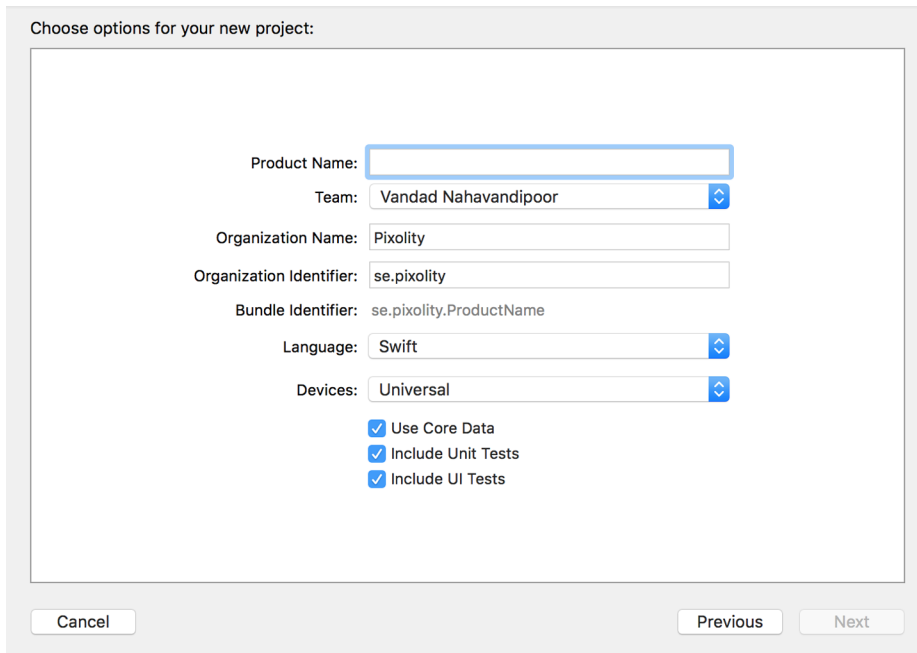 Choose options for your new project:
Product Name:
Team: Vandad Nahavandipoor
Organization Name: Pixolity
Organization Identifier: se.pixolity
Bundle Identifier: se.pixolity.ProductName
Language: Swift
Devices: Universal
Use Core Data
Include Unit Tests
Include UI Tests
Cancel Previous Next